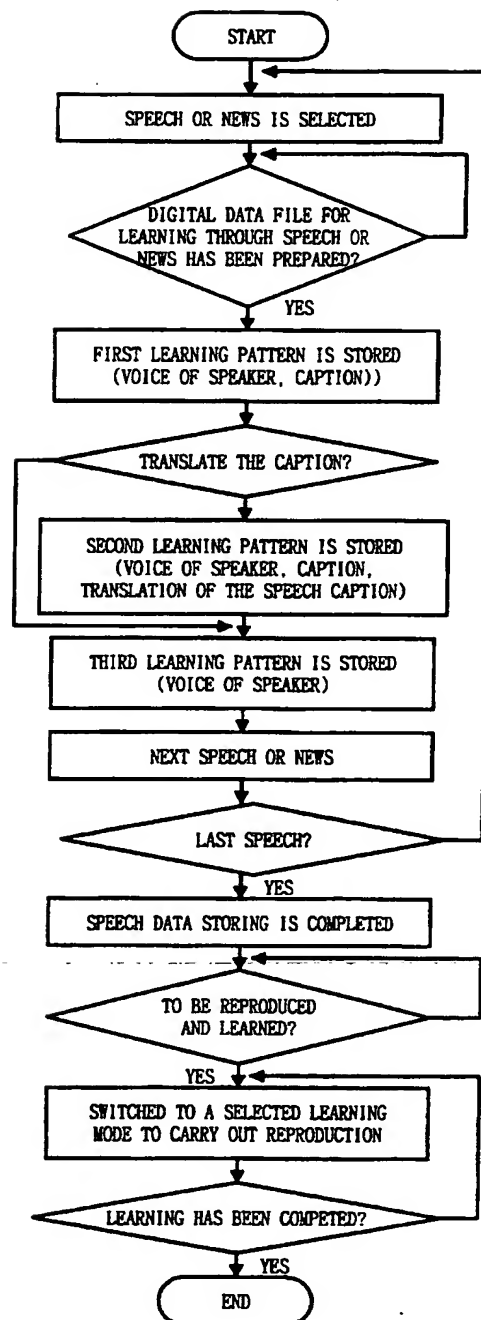 START
SPEECH OR NEWS IS SELECTED
DIGITAL DATA FILE FOR
LEARNING THROUGH SPEECH OR
NEWS HAS BEEN PREPARED?
YES
FIRST LEARNING PATTERN IS STORED
(VOICE OF SPEAKER, CAPTION))
TRANSLATE THE CAPTION?
SECOND LEARNING PATTERN IS STORED
(VOICE OF SPEAKER, CAPTION,
TRANSLATION OF THE SPEECH CAPTION)
THIRD LEARNING PATTERN IS STORED
(VOICE OF SPEAKER)
NEXT SPEECH OR NEWS
LAST SPEECH?
YES
SPEECH DATA STORING IS COMPLETED
TO BE REPRODUCED
AND LEARNED?
YES
SWITCHED TO A SELECTED LEARNING
MODE TO CARRY OUT REPRODUCTION
LEARNING HAS BEEN COMPETED?
YES
END